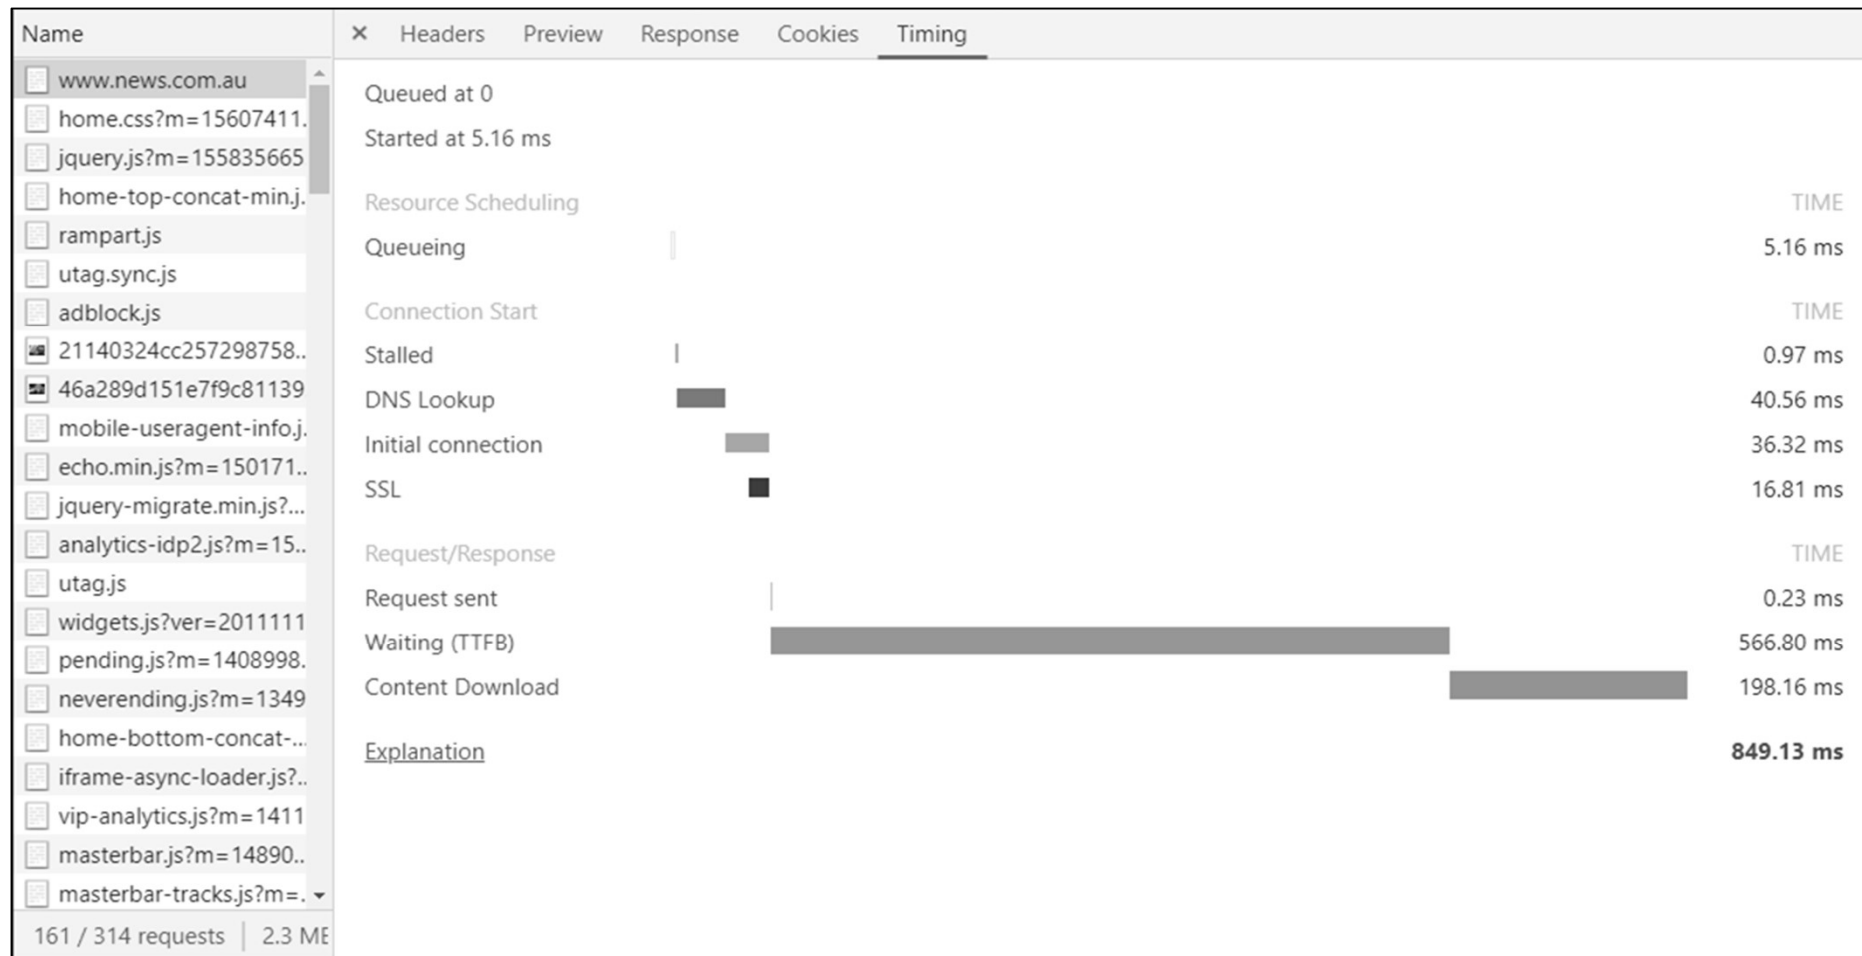 Name
www.news.com.au
home.css?m=15607411.
jquery.js?m=155835665
home-top-concat-min.j.
rampart.js
utag.sync.js
adblock.js
21140324cc257298758..
46a289d151e7f9c81139
mobile-useragent-info.j.
echo.min.js?m=150171..
jquery-migrate.min.js?...
analytics-idp2.js?m=15..
utag.js
widgets.js?ver=2011111
pending.js?m=1408998.
neverending.js?m=1349
home-bottom-concat-...
iframe-async-loader.js?..
vip-analytics.js?m=1411
masterbar.js?m=14890..
masterbar-tracks.js?m=.
161 / 314 requests 2.3 ME
× Headers Preview Response Cookies Timing
Queued at 0
Started at 5.16 ms
Resource Scheduling TIME
Queueing 5.16 ms
Connection Start TIME
Stalled 0.97 ms
DNS Lookup 40.56 ms
Initial connection 36.32 ms
SSL 16.81 ms
Request/Response TIME
Request sent 0.23 ms
Waiting (TTFB) 566.80 ms
Content Download 198.16 ms
Explanation 849.13 ms